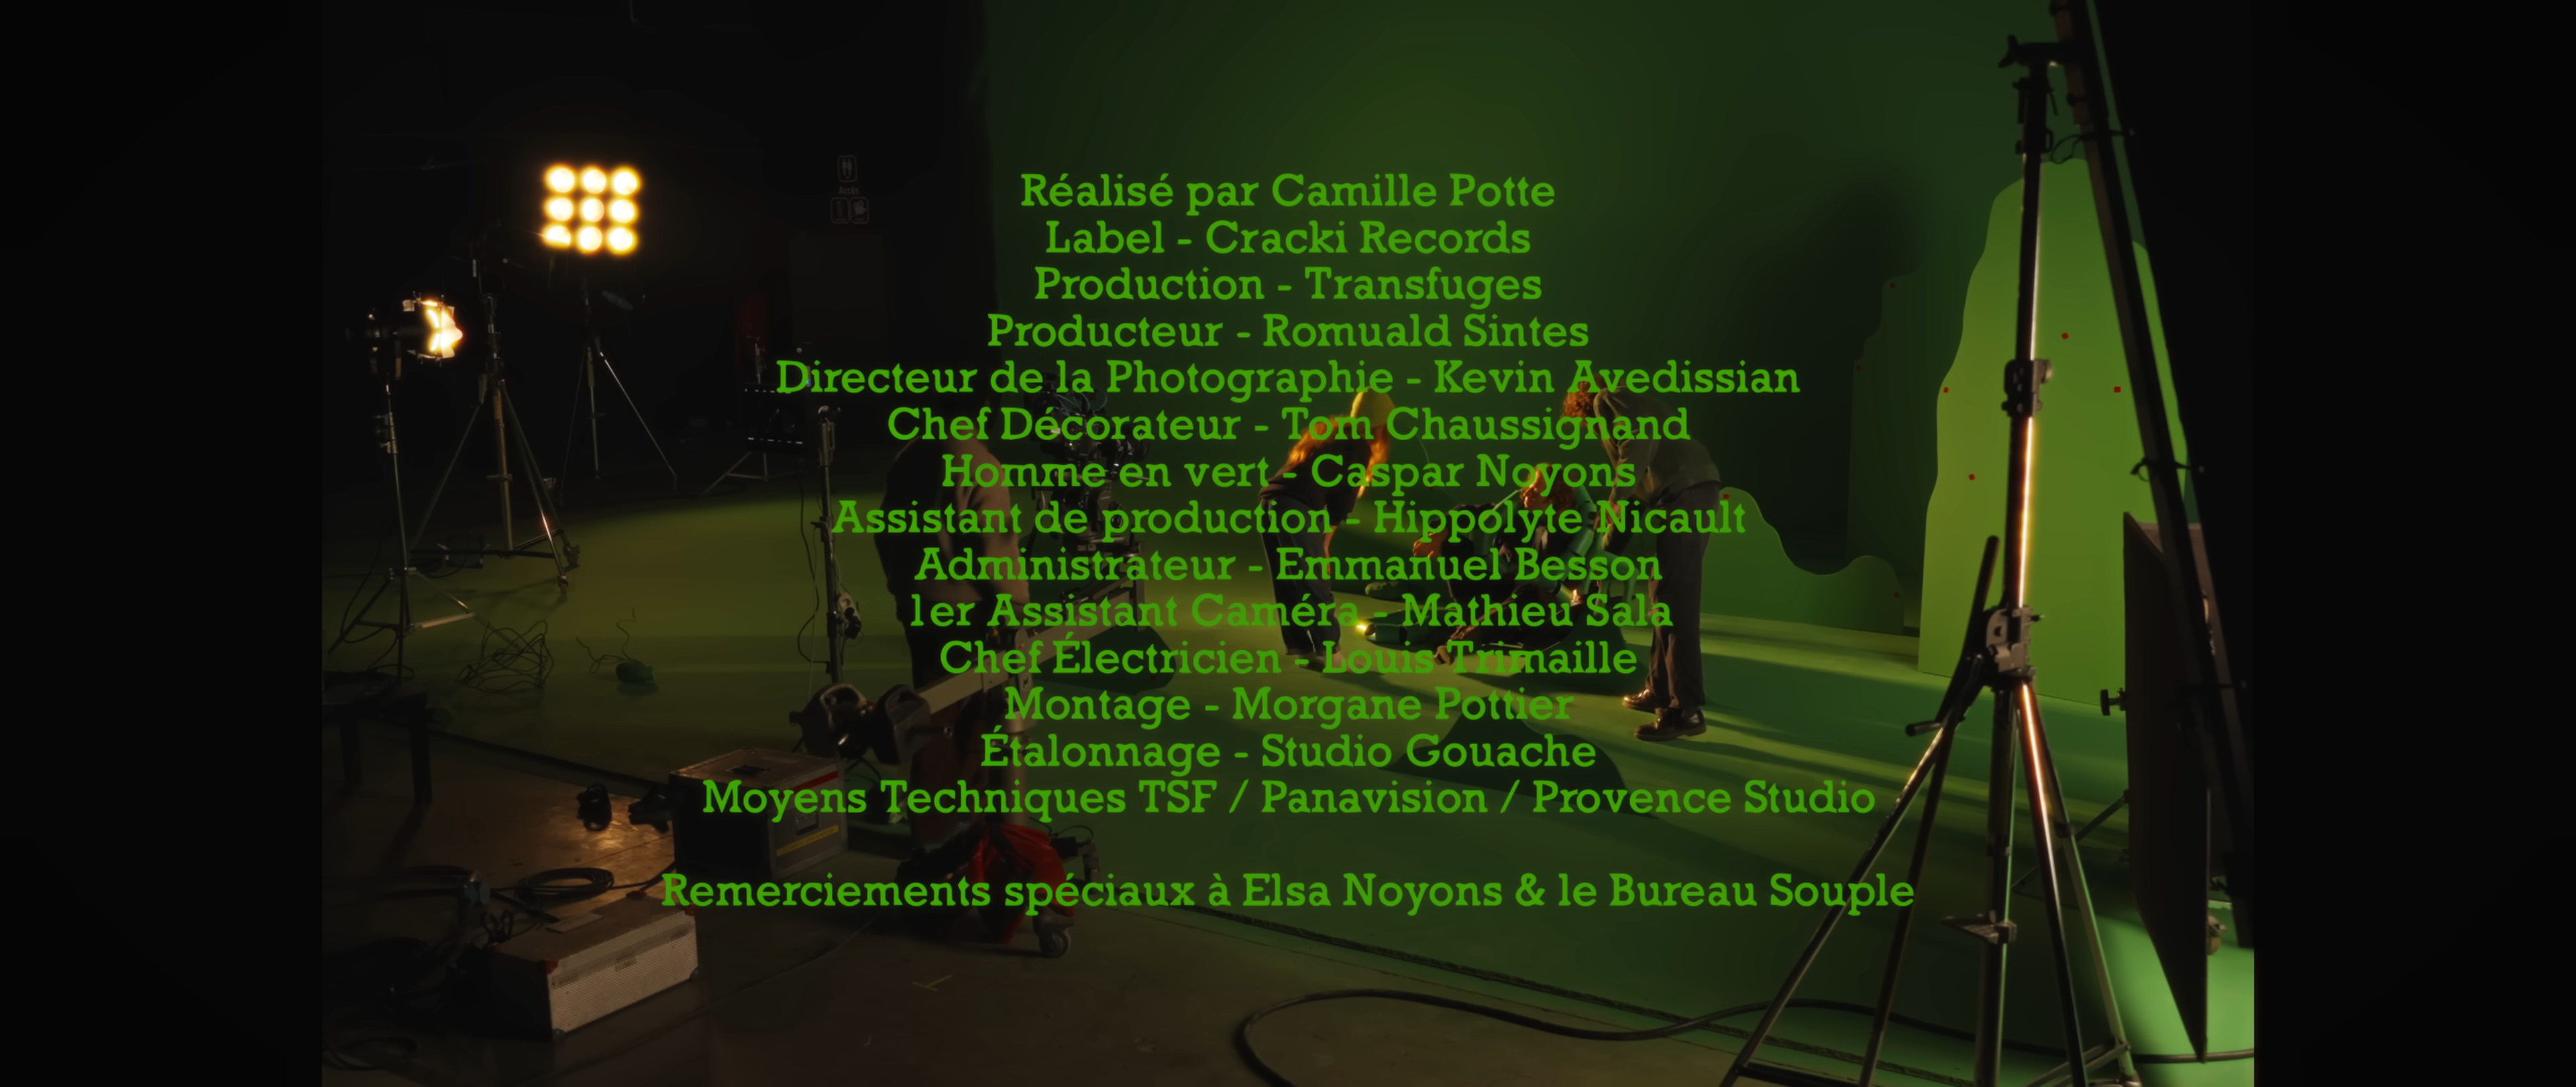 Réalisé par Camille Potte
Label - Cracki Records
Production - Transfuges
Producteur - Romuald Sintes
Directeur de la Photographie - Kevin Avedissian
Chef Décorateur - Tom Chaussignand
Homme en vert - Caspar Noyons
Assistant de production - Hippolyte Nicault
Administrateur - Emmanuel Besson
1er Assistant Caméra - Mathieu Sala
Chef Électricien - Louis Trimaille
Montage - Morgane Pottier
Étalonnage - Studio Gouache
Moyens Techniques TSF / Panavision / Provence Studio
Remerciements spéciaux à Elsa Noyons & le Bureau Souple